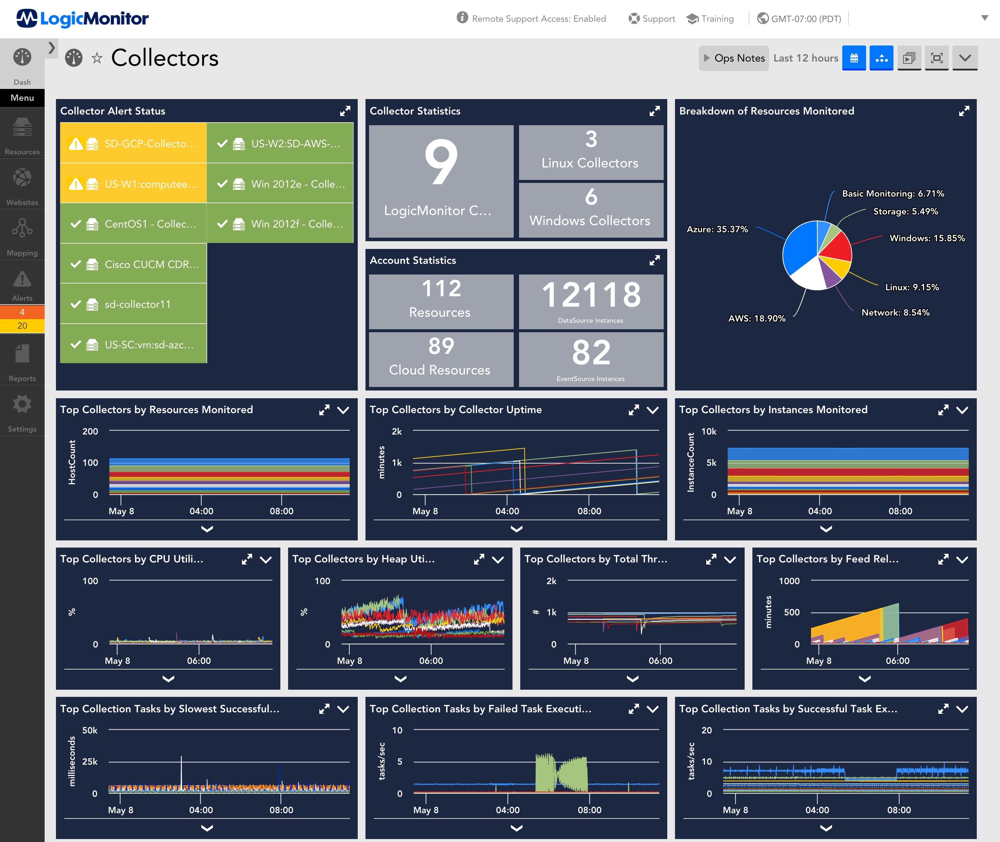 LogicMonitor
Remote Support Access: Enabled
Support
Training
GMT-07:00 (PDT)
Dash
Menu
Resources
Websites
Mapping
Alerts
4
20
Reports
Settings
Collectors
Ops Notes
Last 12 hours
Collector Alert Status
SD-GCP-Collecto...
US-W2:SD-AWS-...
US-W1:computee...
Win 2012e - Colle...
CentOS1 - Collec...
Win 2012f - Colle...
Cisco CUCM CDR...
sd-collector11
US-SC:vm:sd-azc...
Collector Statistics
9
LogicMonitor C...
3
Linux Collectors
6
Windows Collectors
Account Statistics
112
Resources
12118
DataSource Instances
89
Cloud Resources
82
EventSource Instances
Breakdown of Resources Monitored
Basic Monitoring: 6.71%
Storage: 5.49%
Azure: 35.37%
Windows: 15.85%
Linux: 9.15%
Network: 8.54%
AWS: 18.90%
Top Collectors by Resources Monitored
200
100
0
HostCount
May 8
04:00
08:00
Top Collectors by Collector Uptime
2k
1k
0
minutes
May 8
04:00
08:00
Top Collectors by Instances Monitored
10k
5k
0
InstanceCount
May 8
04:00
08:00
Top Collectors by CPU Utili...
100
%
0
May 8
06:00
Top Collectors by Heap Uti...
100
%
0
May 8
06:00
Top Collectors by Total Thr...
2k
# 1k
0
May 8
06:00
Top Collectors by Feed Rel...
1000
500
0
minutes
May 8
06:00
Top Collection Tasks by Slowest Successful...
50k
25k
0
milliseconds
May 8
04:00
08:00
Top Collection Tasks by Failed Task Executi...
10
5
0
tasks/sec
May 8
04:00
08:00
Top Collection Tasks by Successful Task Ex...
20
10
0
tasks/sec
May 8
04:00
08:00